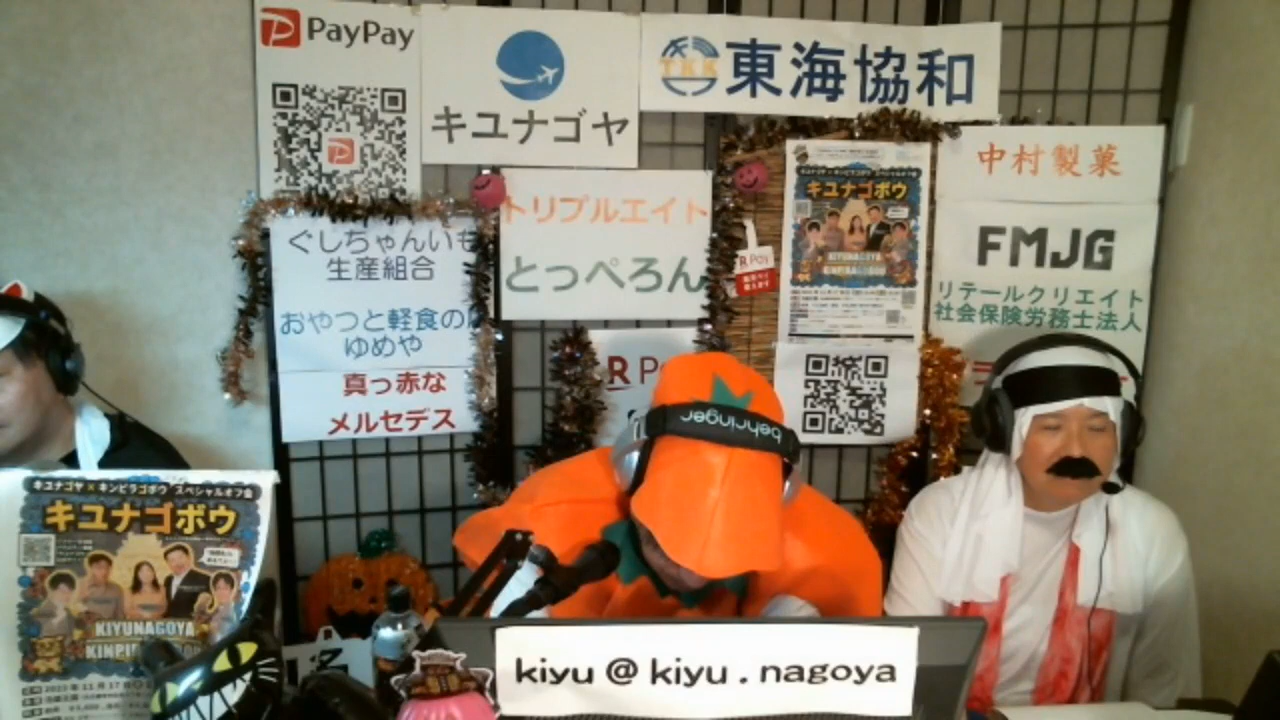 PayPay
キユナゴヤ
TKK 東海協和
ぐしちゃんいも
生産組合
おやつと軽食の
ゆめや
真っ赤な
メルセデス
トリプルエイト
とっぺろん
R Pay
キユナゴボウ
KIYUNAGOYA
中村製菓
FMJG
リテールクリエイト
社会保険労務士法人
R P
behringer
キユナゴヤ×キンピラゴボウ スペシャルオフ会
キユナゴボウ
KIYUNAGOYA
kiyu @ kiyu . nagoya